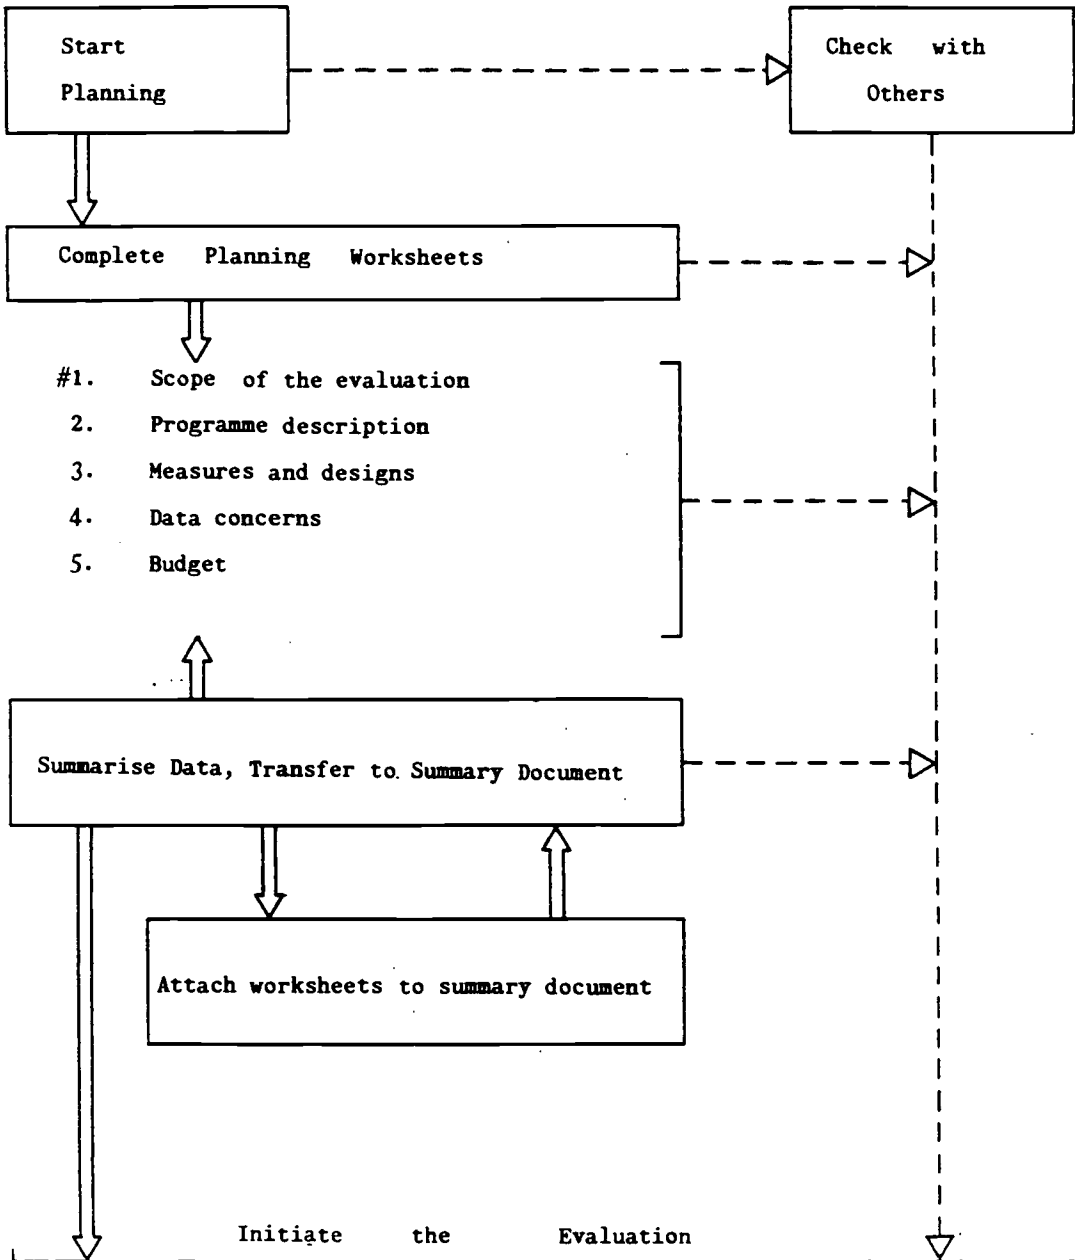 Start
Planning
Check with
Others
Complete Planning Worksheets
#1. Scope of the evaluation
2. Programme description
3. Measures and designs
4. Data concerns
5. Budget
Summarise Data, Transfer to Summary Document
Attach worksheets to summary document
Initiate the Evaluation